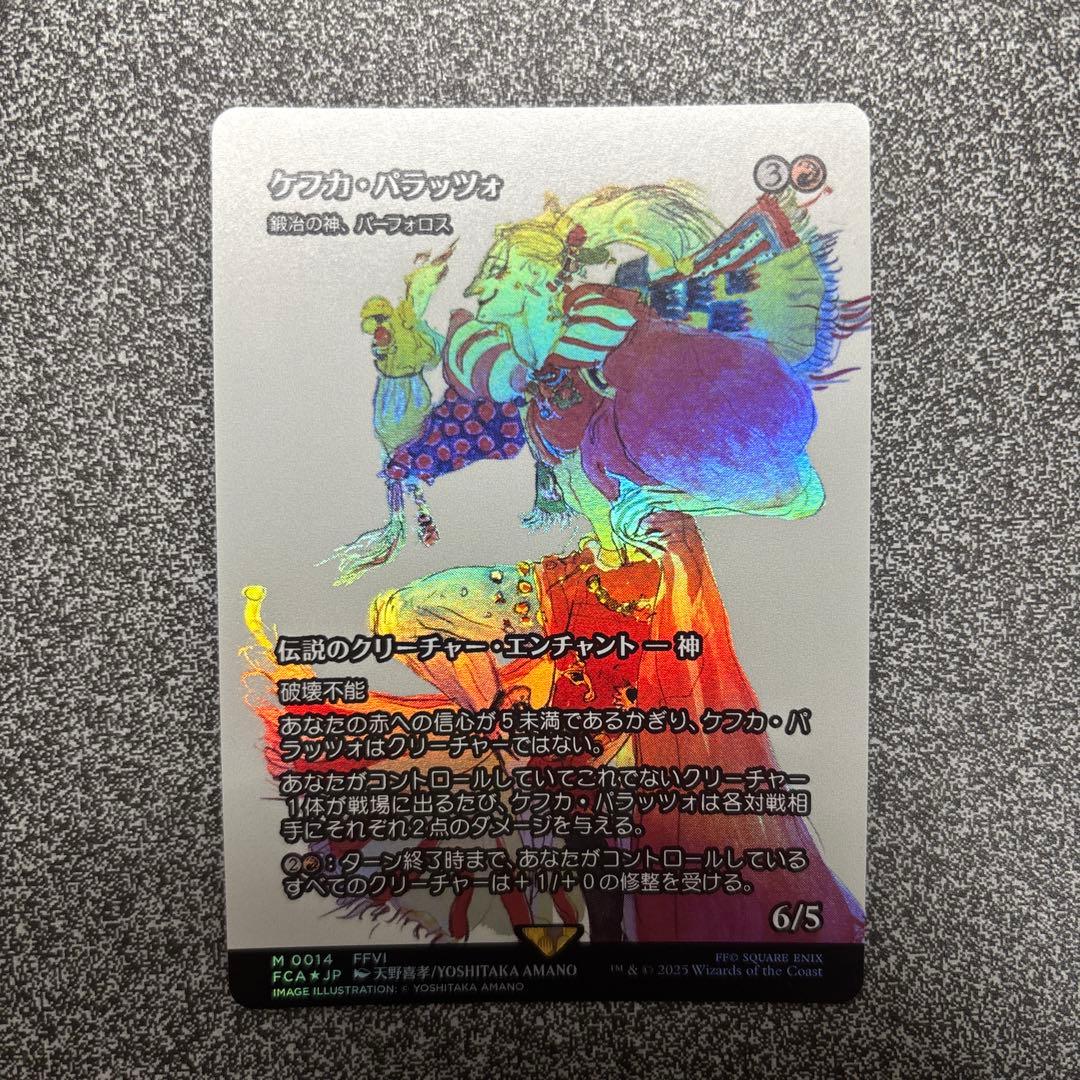 ケフカ・パラッツォ
3
鍛冶の神、パーフォロス
伝説のクリーチャー・エンチャント — 神
破壊不能
あなたの赤への信心が5未満であるかぎり、ケフカ・パ
ラッツォはクリーチャーではない。
あなたがコントロールしていてこれでないクリーチャー
1体が戦場に出るたび、ケフカ・パラッツォは各対戦相
手にそれぞれ2点のダメージを与える。
2:ターン終了時まで、あなたがコントロールしている
すべてのクリーチャーは+1/+0の修整を受ける。
6/5
M 0014 FFVI
FCA★JP 天野喜孝/YOSHITAKA AMANO
IMAGE ILLUSTRATION: © YOSHITAKA AMANO
FF© SQUARE ENIX
™ & © 2025 Wizards of the Coast